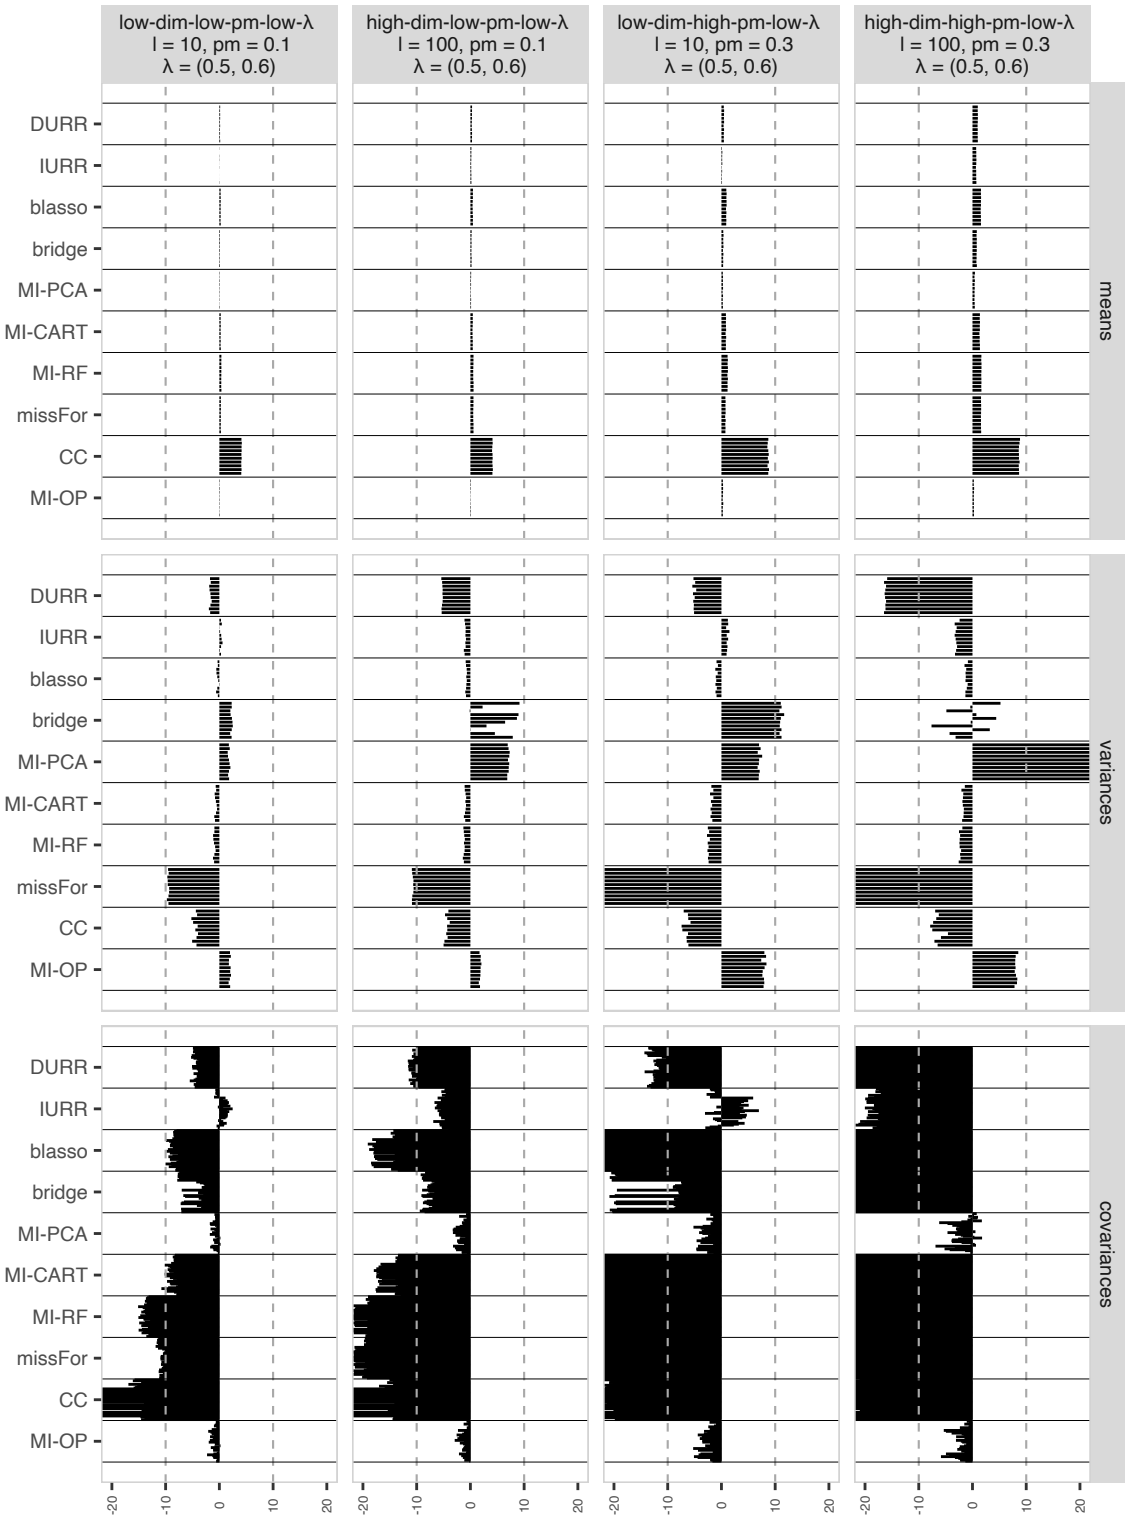 low-dim-low-pm-low-λ
l = 10, pm = 0.1
λ = (0.5, 0.6)
high-dim-low-pm-low-λ
l = 100, pm = 0.1
λ = (0.5, 0.6)
low-dim-high-pm-low-λ
l = 10, pm = 0.3
λ = (0.5, 0.6)
high-dim-high-pm-low-λ
l = 100, pm = 0.3
λ = (0.5, 0.6)
DURR
IURR
blasso
bridge
MI-PCA
MI-CART
MI-RF
missFor
CC
MI-OP
means
DURR
IURR
blasso
bridge
MI-PCA
MI-CART
MI-RF
missFor
CC
MI-OP
variances
DURR
IURR
blasso
bridge
MI-PCA
MI-CART
MI-RF
missFor
CC
MI-OP
covariances
-20
-10
0
10
20
-20
-10
0
10
20
-20
-10
0
10
20
-20
-10
0
10
20